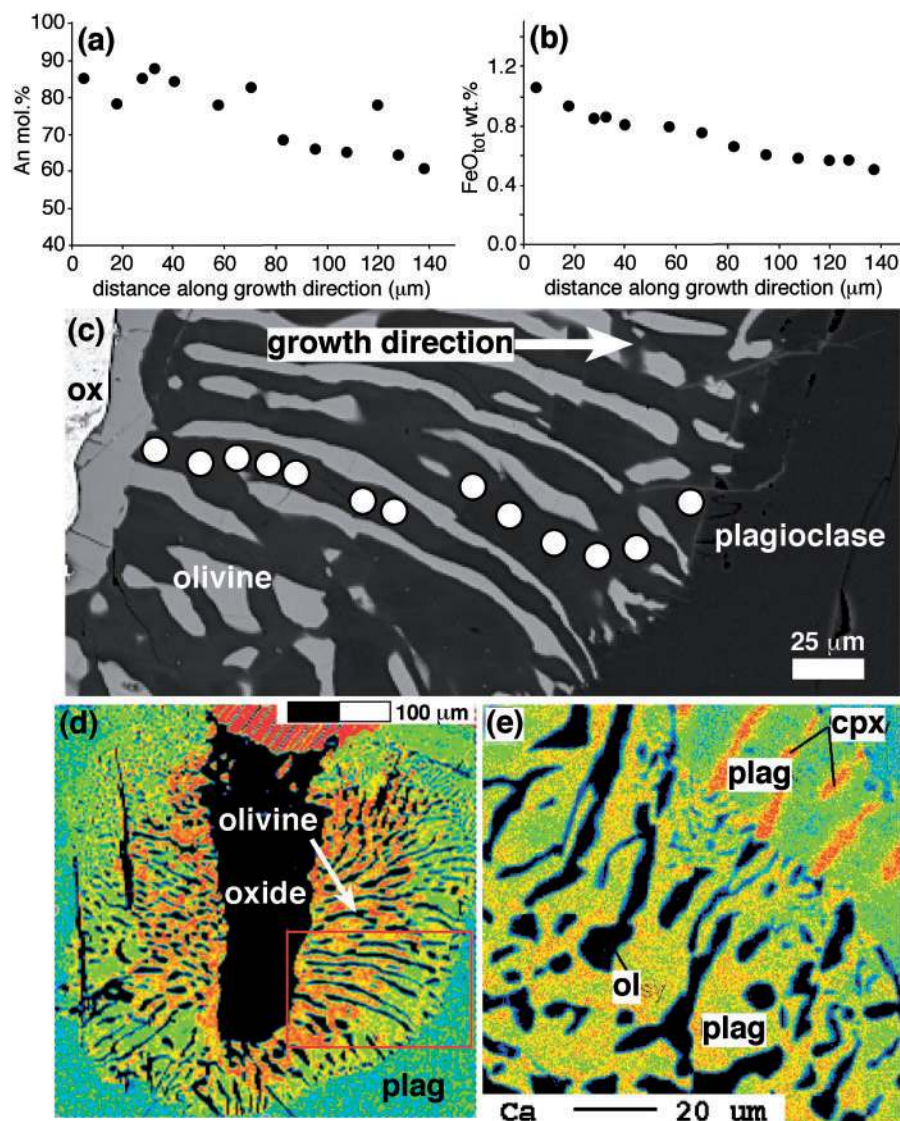 (a)
An mol.%
100
90
80
70
60
50
40
0 20 40 60 80 100 120 140
distance along growth direction (μm)
(b)
FeOtot wt.%
1.2
0.8
0.4
0.0
0 20 40 60 80 100 120 140
distance along growth direction (μm)
(c)
growth direction
ox
olivine
plagioclase
25 μm
(d)
100 μm
olivine
oxide
plag
(e)
cpx
plag
ol
plag
Ca 20 um